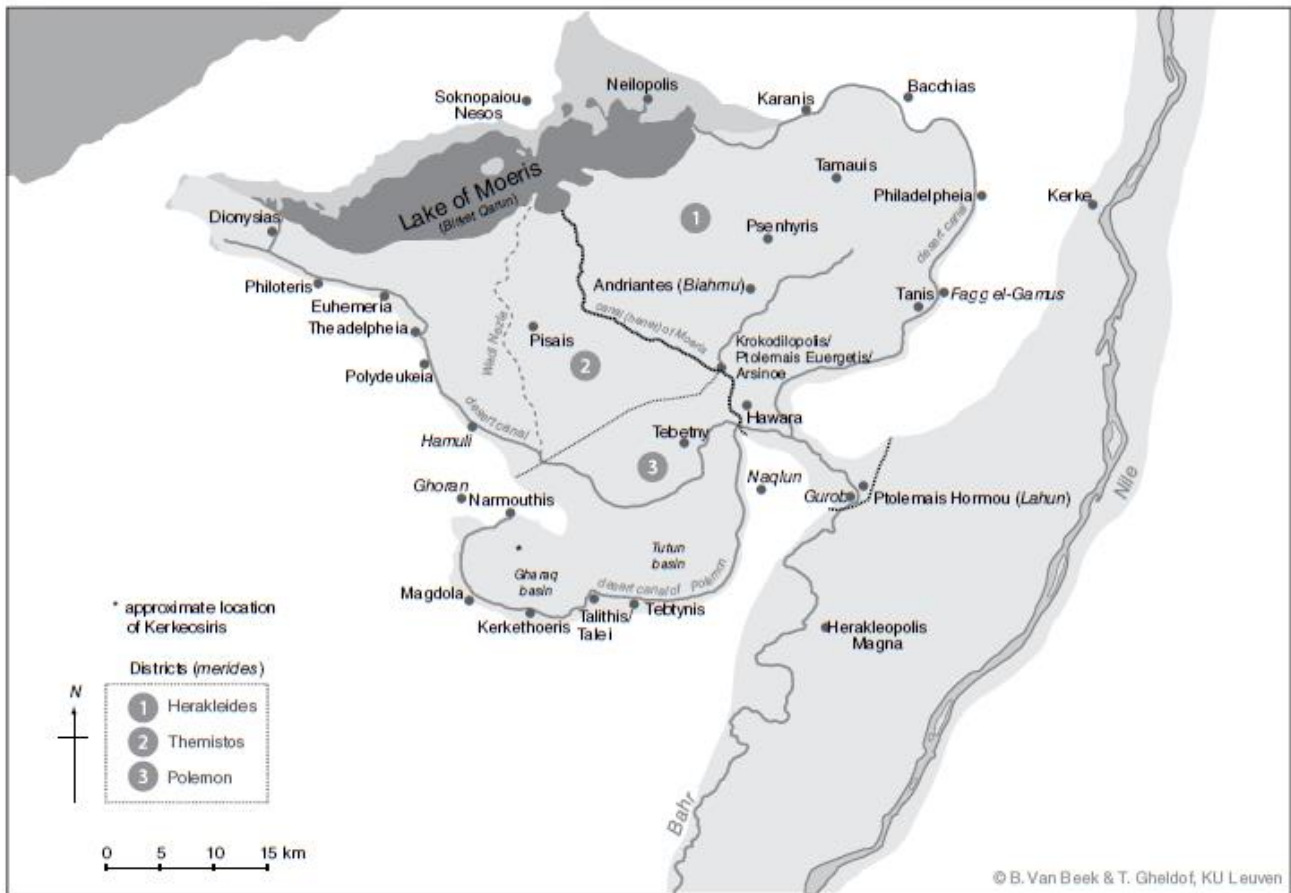 Neilopolis
Soknopaiou
Nesos
Karanis
Bacchias
Lake of Moeris
(Birket Qarun)
Tamauis
Philadelpheia
Kerke
Dionysias
1
Psenhyris
desert canal
Philoteris
Euhemeria
Theadelpheia
Andriantes (Biahmu)
Tanis
Fagg el-Gamus
Wadi Nezla
Pisais
canal (henet) of Moeris
Krokodilopolis/
Ptolemais Euergetis/
Arsinoe
Polydeukeia
2
desert canal
Hawara
Hamuli
Tebetny
3
Ghoran
Narmouthis
Naqlun
Gurob
Ptolemais Hormou (Lahun)
Nile
Tutun
basin
Gharaq
basin
desert canal of Polemon
Magdola
Kerkethoeris
Talithis/
Talei
Tebtynis
Herakleopolis
Magna
Bahr
* approximate location
of Kerkeosiris
Districts (merides)
1 Herakleides
2 Themistos
3 Polemon
N
0 5 10 15 km
© B. Van Beek & T. Gheldof, KU Leuven